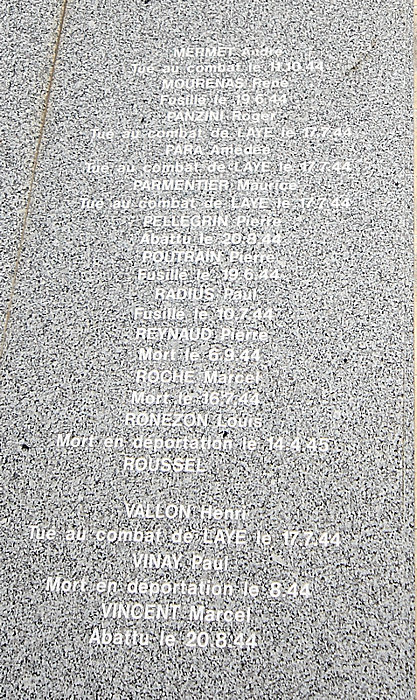 MERMET André
Tué au combat le 11.10.44
MOURENAS René
Fusillé le 19.6.44
PANZINI Roger
Tué au combat de LAYE le 17.7.44
PARA Amédée
Tué au combat de LAYE le 17.7.44
PARMENTIER Maurice
Tué au combat de LAYE le 17.7.44
PELLEGRIN Pierre
Abattu le 20.8.44
POUTRAIN Pierre
Fusillé le 19.6.44
RADIUS Paul
Fusillé le 10.7.44
REYNAUD Pierre
Mort le 6.9.44
ROCHE Marcel
Mort le 16.7.44
RONEZON Louis
Mort en déportation le 14.4.45
ROUSSEL
VALLON Henri
Tué au combat de LAYE le 17.7.44
VINAY Paul
Mort en déportation le 8.44
VINCENT Marcel
Abattu le 20.8.44